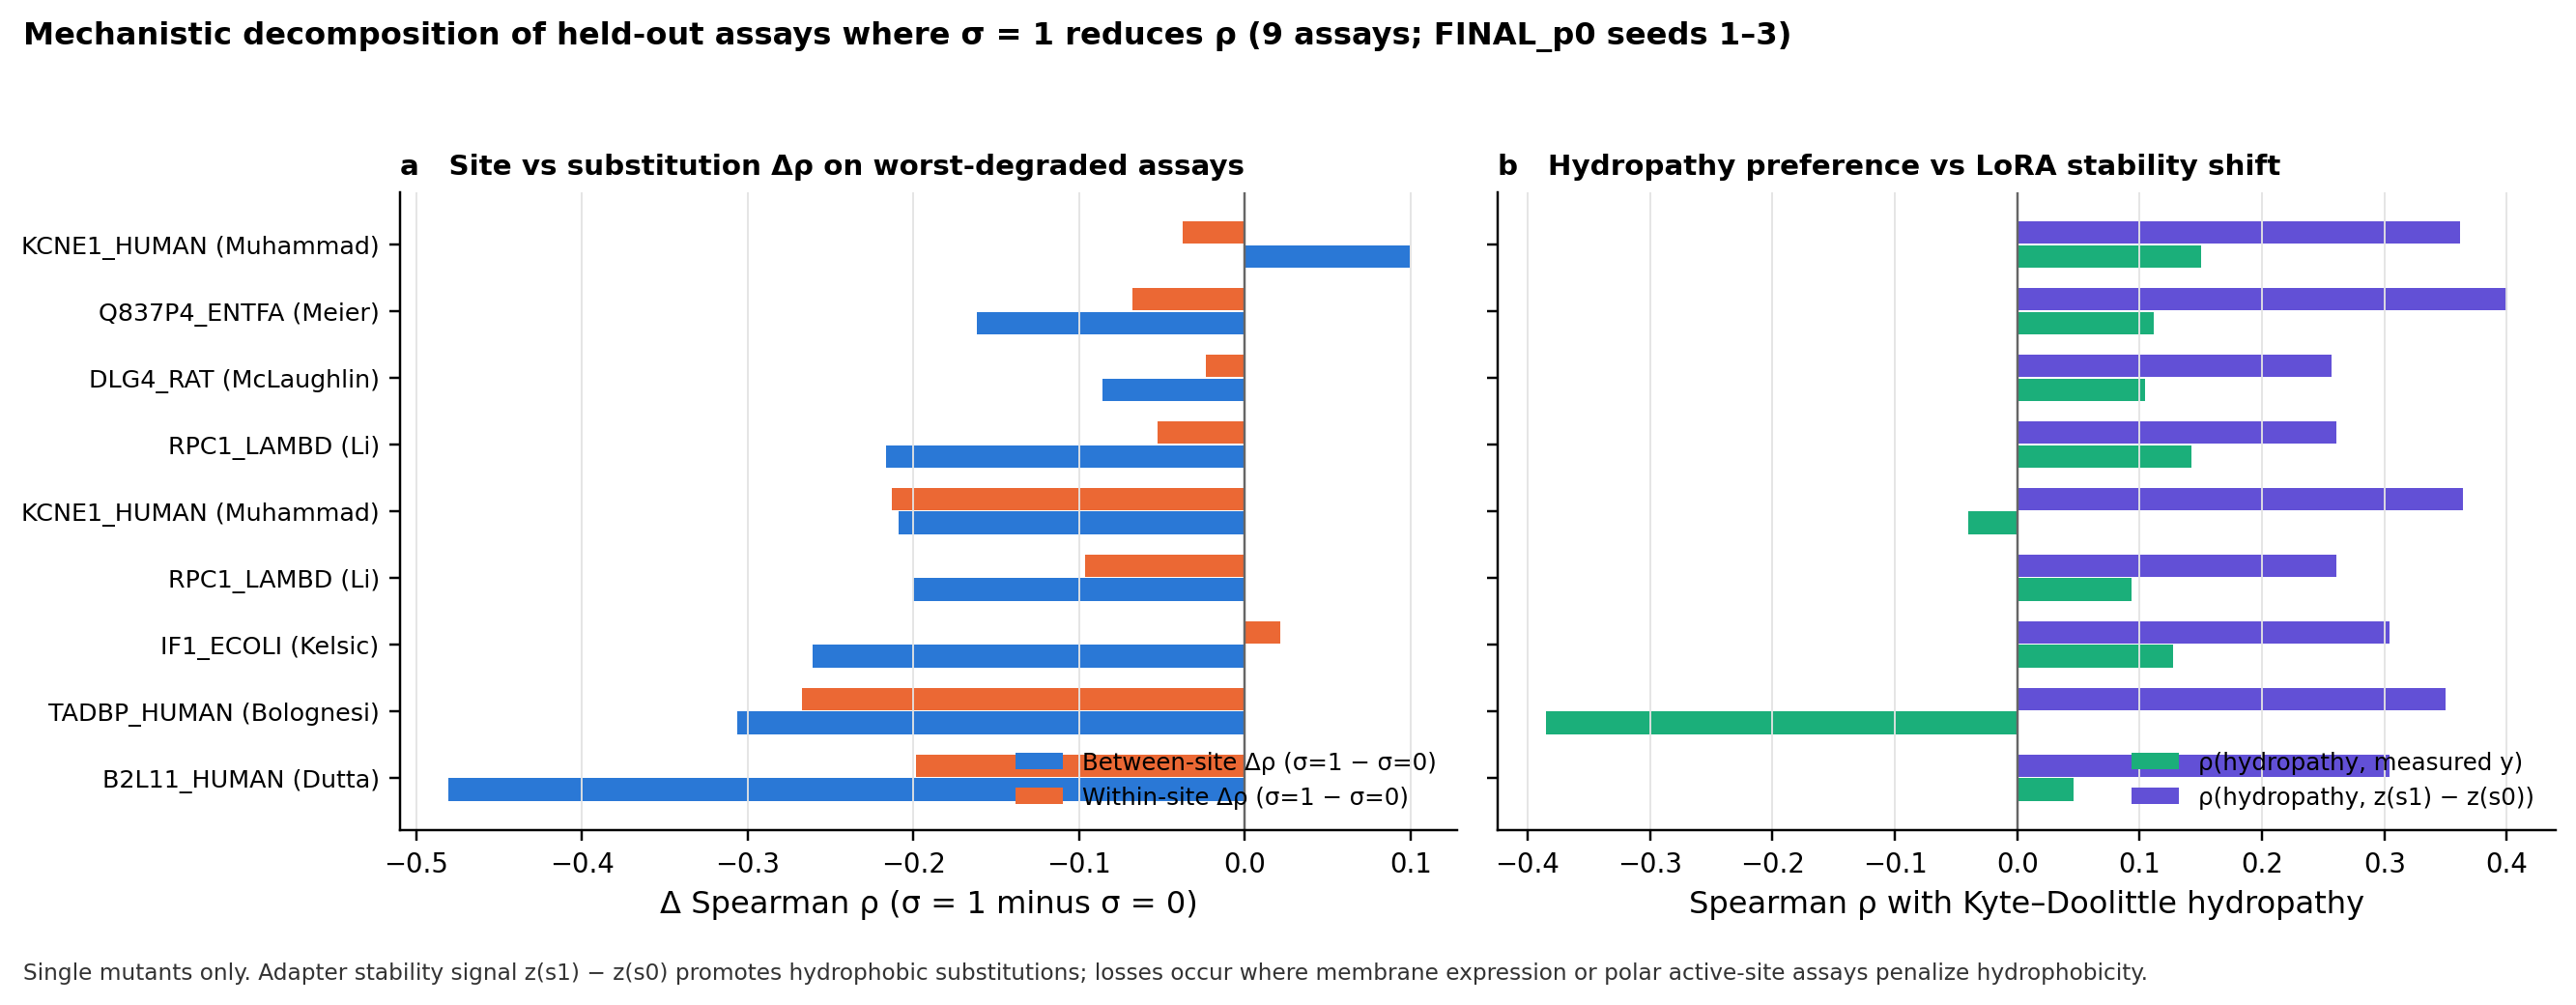 Mechanistic decomposition of held-out assays where σ = 1 reduces ρ (9 assays; FINAL_p0 seeds 1–3)
a Site vs substitution Δρ on worst-degraded assays
KCNE1_HUMAN (Muhammad)
Q837P4_ENTFA (Meier)
DLG4_RAT (McLaughlin)
RPC1_LAMBD (Li)
KCNE1_HUMAN (Muhammad)
RPC1_LAMBD (Li)
IF1_ECOLI (Kelsic)
TADBP_HUMAN (Bolognesi)
B2L11_HUMAN (Dutta)
Between-site Δρ (σ=1 − σ=0)
Within-site Δρ (σ=1 − σ=0)
−0.5 −0.4 −0.3 −0.2 −0.1 0.0 0.1
Δ Spearman ρ (σ = 1 minus σ = 0)
b Hydropathy preference vs LoRA stability shift
ρ(hydropathy, measured y)
ρ(hydropathy, z(s1) − z(s0))
−0.4 −0.3 −0.2 −0.1 0.0 0.1 0.2 0.3 0.4
Spearman ρ with Kyte–Doolittle hydropathy
Single mutants only. Adapter stability signal z(s1) − z(s0) promotes hydrophobic substitutions; losses occur where membrane expression or polar active-site assays penalize hydrophobicity.